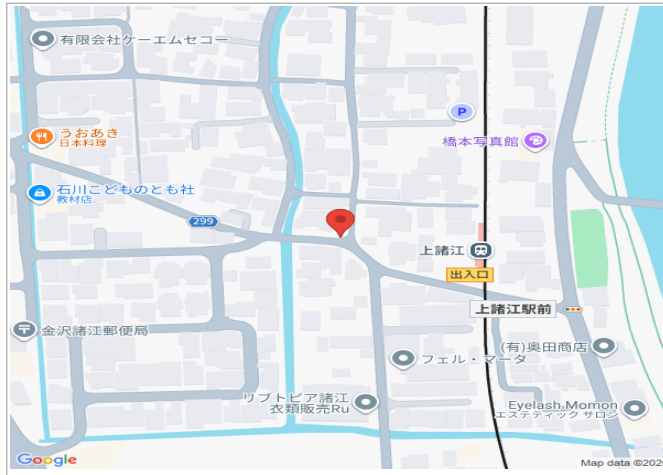 有限会社ケーエムセコー
うおあき
日本料理
P
橋本写真館
石川こどものとも社
教材店
299
上諸江
出入口
上諸江駅前
金沢諸江郵便局
(有)奥田商店
フェル・マータ
リブトピア諸江
衣類販売Ru
Eyelash Momon
エステティック サロン
Google
Map data ©202